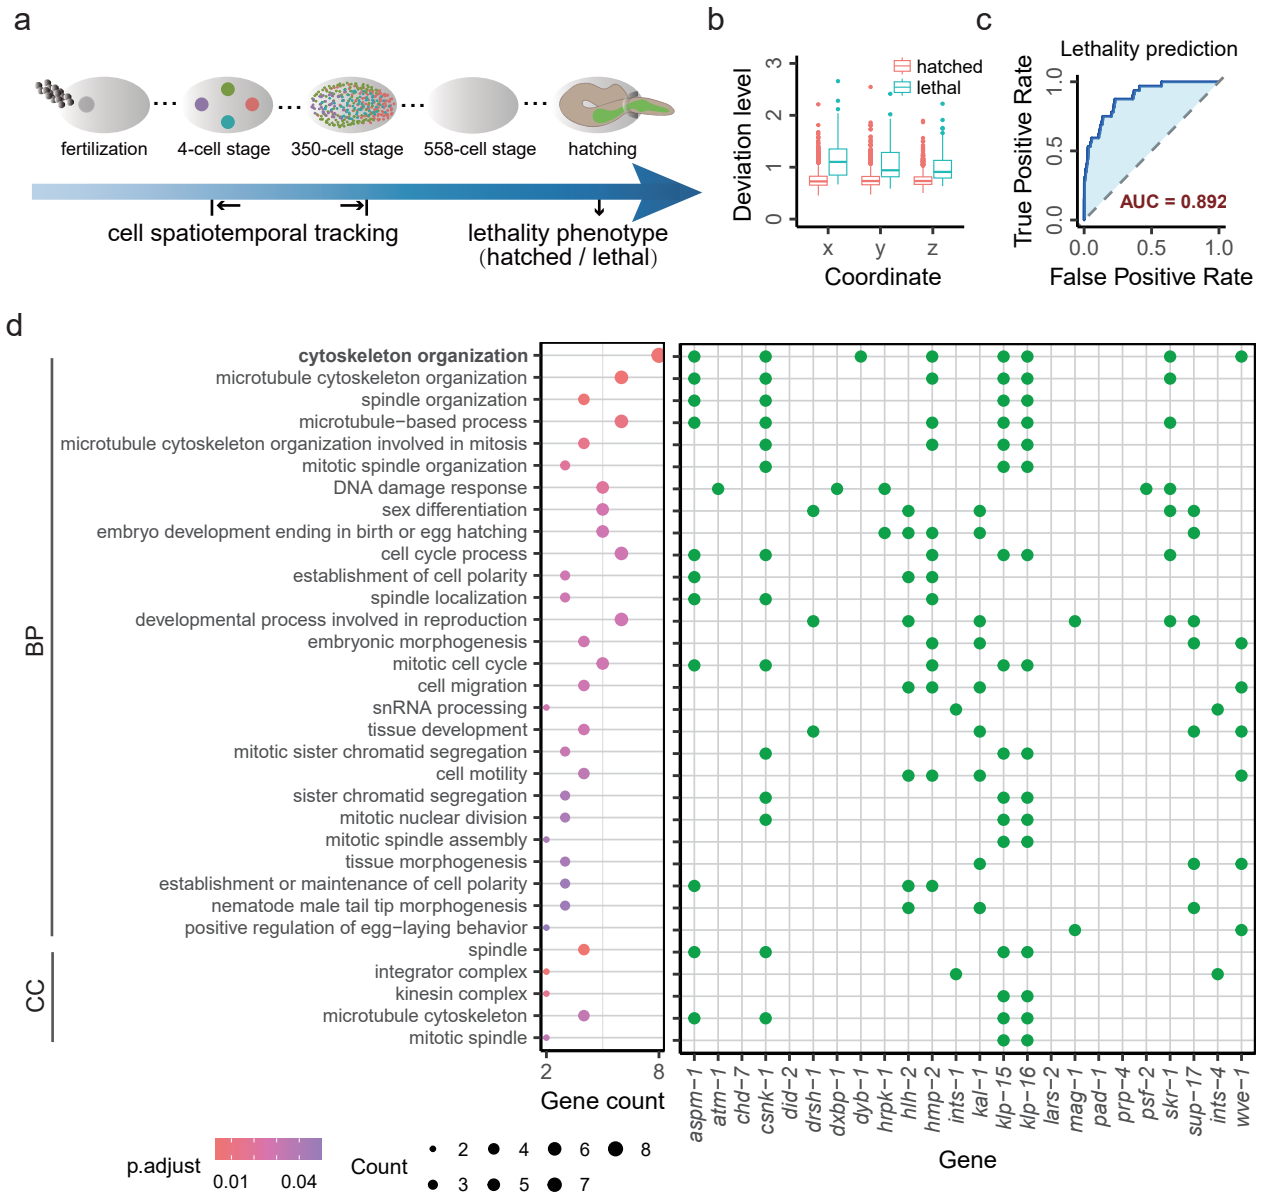 a
fertilization
4-cell stage
350-cell stage
558-cell stage
hatching
cell spatiotemporal tracking
lethality phenotype
(hatched / lethal)
b
Deviation level
3
2
1
0
hatched
lethal
x
y
z
Coordinate
c
Lethality prediction
True Positive Rate
1.0
0.5
0.0
AUC = 0.892
0.0
0.5
1.0
False Positive Rate
d
BP
cytoskeleton organization
microtubule cytoskeleton organization
spindle organization
microtubule−based process
microtubule cytoskeleton organization involved in mitosis
mitotic spindle organization
DNA damage response
sex differentiation
embryo development ending in birth or egg hatching
cell cycle process
establishment of cell polarity
spindle localization
developmental process involved in reproduction
embryonic morphogenesis
mitotic cell cycle
cell migration
snRNA processing
tissue development
mitotic sister chromatid segregation
cell motility
sister chromatid segregation
mitotic nuclear division
mitotic spindle assembly
tissue morphogenesis
establishment or maintenance of cell polarity
nematode male tail tip morphogenesis
positive regulation of egg−laying behavior
CC
spindle
integrator complex
kinesin complex
microtubule cytoskeleton
mitotic spindle
2
8
Gene count
aspm−1
atm−1
chd−7
csnk−1
did−2
drsh−1
dxbp−1
dyb−1
hrpk−1
hlh−2
hmp−2
ints−1
kal−1
klp−15
klp−16
lars−2
mag−1
pad−1
prp−4
psf−2
skr−1
sup−17
ints−4
wve−1
Gene
p.adjust
0.01
0.04
Count
2
4
6
8
3
5
7